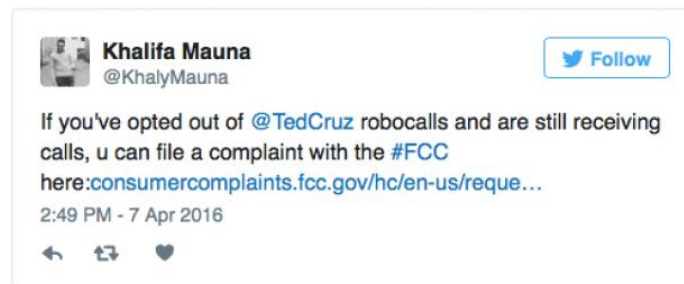 Khalifa Mauna
@KhalyMauna
Follow
If you've opted out of @TedCruz robocalls and are still receiving
calls, u can file a complaint with the #FCC
here:consumercomplaints.fcc.gov/hc/en-us/reque…
2:49 PM - 7 Apr 2016